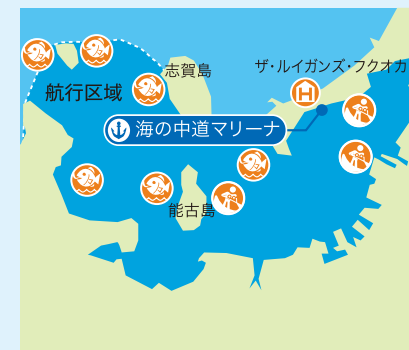 志賀島
ザ・ルイガンズ・フクオカ
航行区域
海の中道マリーナ
能古島